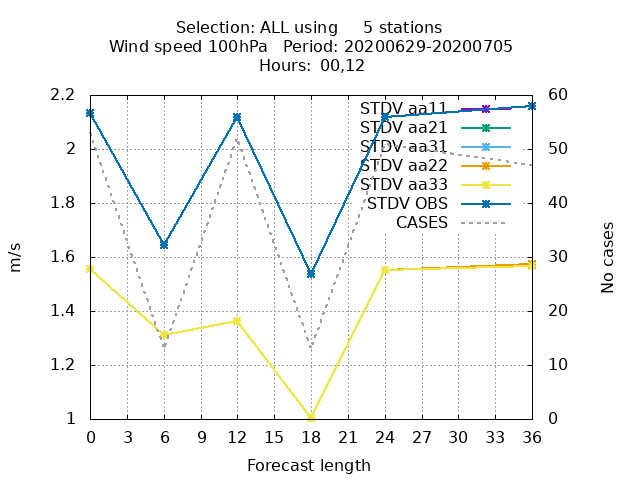 Selection: ALL using     5 stations
Wind speed 100hPa   Period: 20200629-20200705
Hours:  00,12
STDV aa11
STDV aa21
STDV aa31
STDV aa22
STDV aa33
STDV OBS
CASES
2.2
2
1.8
1.6
1.4
1.2
1
60
50
40
30
20
10
0
m/s
No cases
0 3 6 9 12 15 18 21 24 27 30 33 36
Forecast length